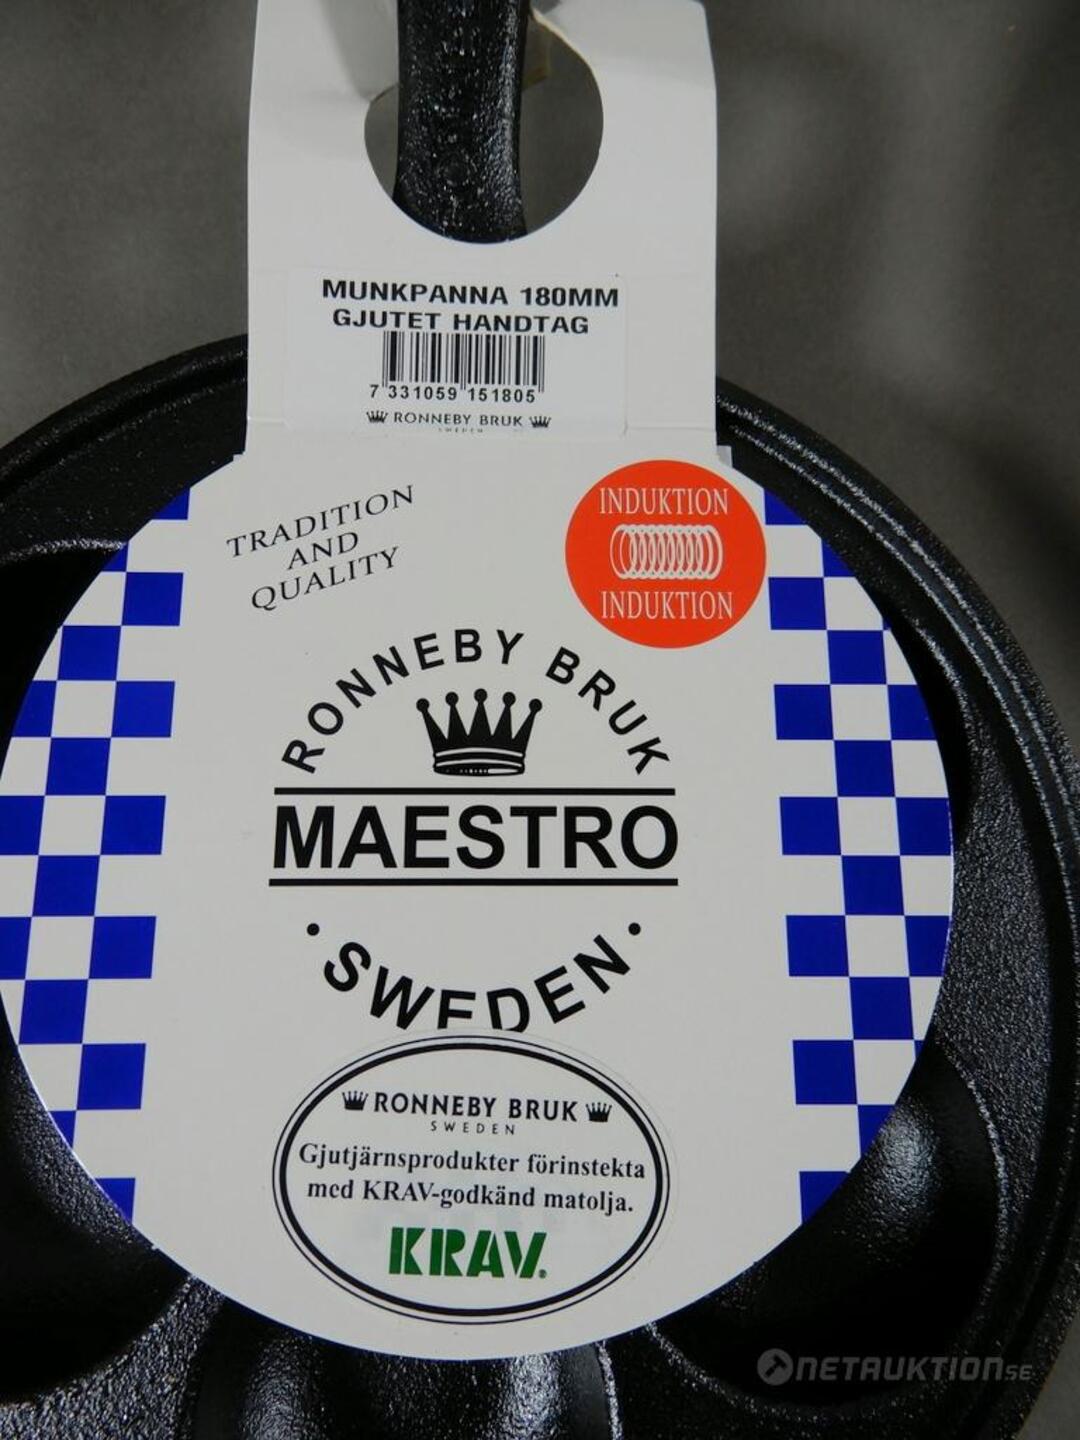 MUNKPANNA 180MM
GJUTET HANDTAG
7 331059 151805
RONNEBY BRUK
SWEDEN
TRADITION
AND
QUALITY
INDUKTION
INDUKTION
RONNEBY BRUK
MAESTRO
· SWEDEN ·
RONNEBY BRUK
SWEDEN
Gjutjärnsprodukter förinstekta
med KRAV-godkänd matolja.
KRAV®
NETAUKTION.SE